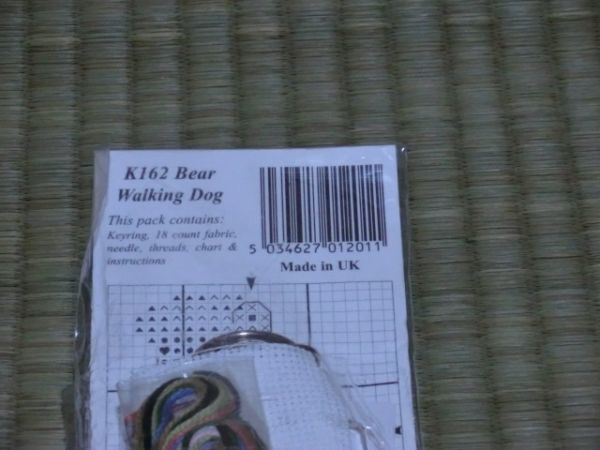 K162 Bear
Walking Dog
This pack contains:
Keyring, 18 count fabric,
needle, threads, chart &
instructions
5 034627 012011
Made in UK